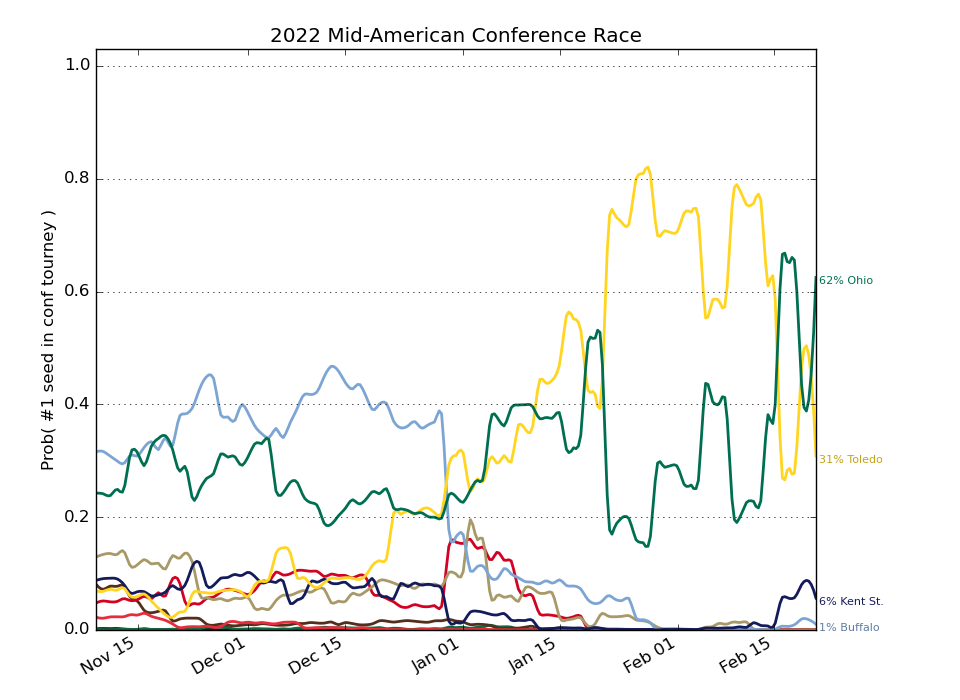 2022 Mid-American Conference Race
Prob( #1 seed in conf tourney )
1.0
0.8
0.6
0.4
0.2
0.0
62% Ohio
31% Toledo
6% Kent St.
1% Buffalo
Nov 15
Dec 01
Dec 15
Jan 01
Jan 15
Feb 01
Feb 15